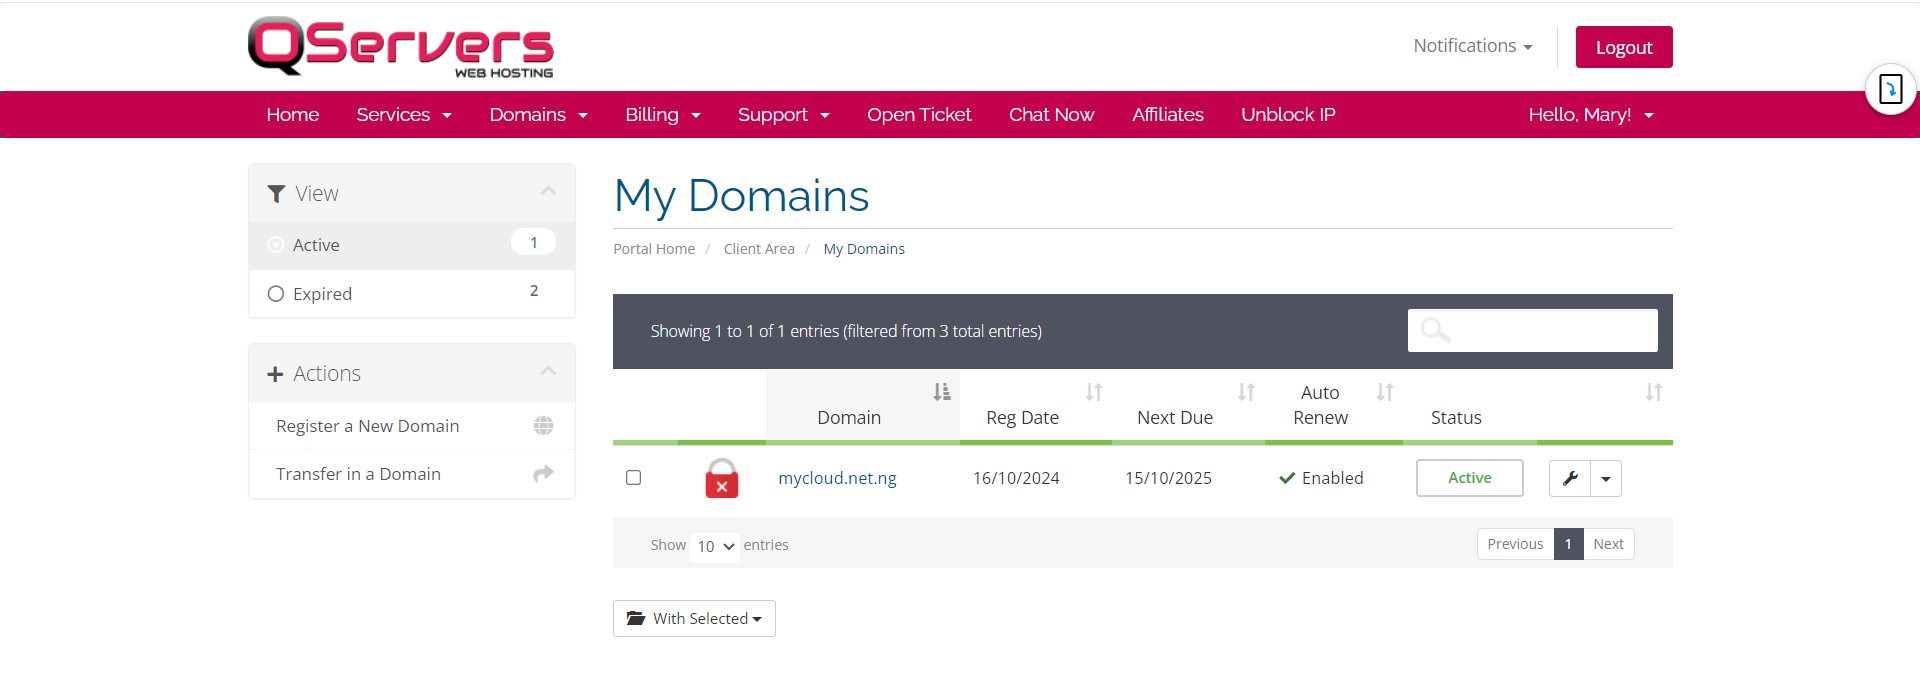 QServers
WEB HOSTING
Notifications
Logout
Home Services Domains Billing Support Open Ticket Chat Now Affiliates Unblock IP Hello, Mary!
View
Active 1
Expired 2
Actions
Register a New Domain
Transfer in a Domain
My Domains
Portal Home / Client Area / My Domains
Showing 1 to 1 of 1 entries (filtered from 3 total entries)
Domain Reg Date Next Due Auto Renew Status
mycloud.net.ng 16/10/2024 15/10/2025 Enabled Active
Show 10 entries
Previous 1 Next
With Selected